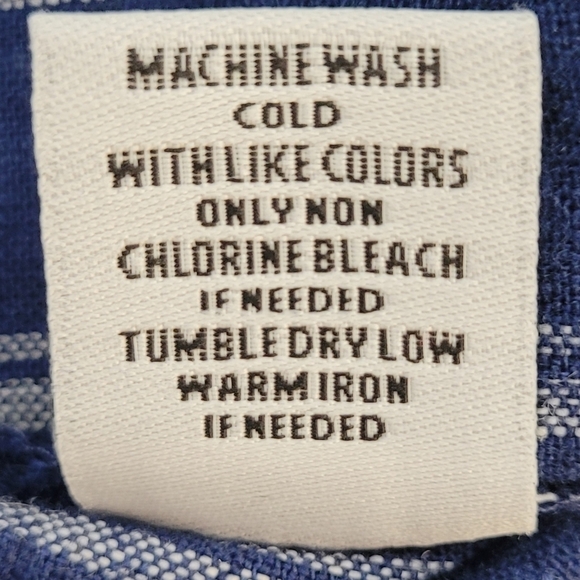 MACHINE WASH
COLD
WITH LIKE COLORS
ONLY NON
CHLORINE BLEACH
IF NEEDED
TUMBLE DRY LOW
WARM IRON
IF NEEDED